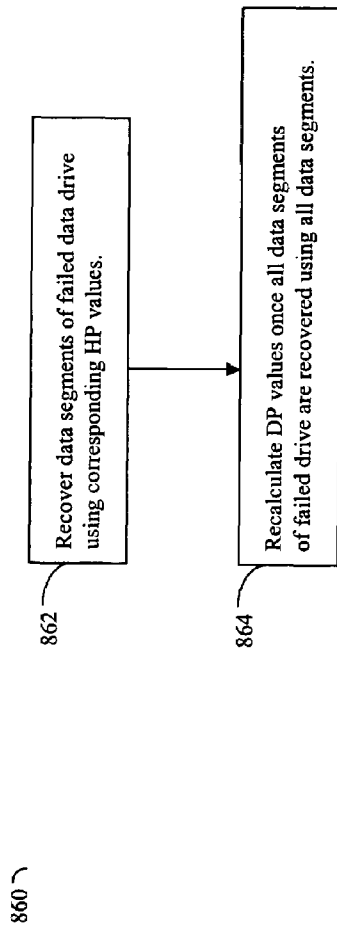 860
862
Recover data segments of failed data drive
using corresponding HP values.
864
Recalculate DP values once all data segments
of failed drive are recovered using all data segments.